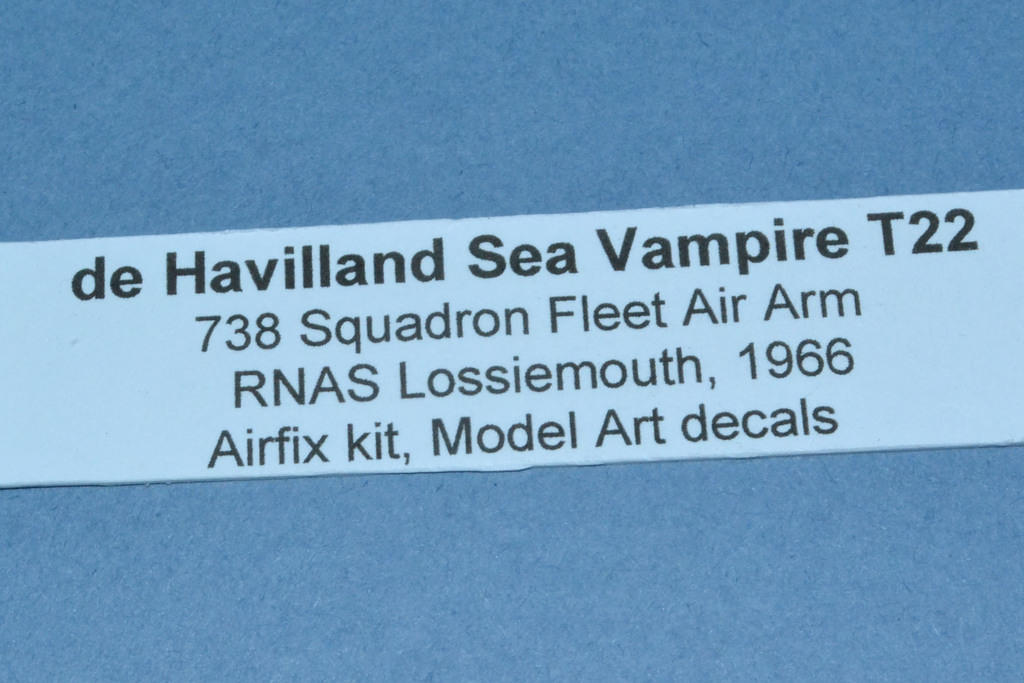 de Havilland Sea Vampire T22
738 Squadron Fleet Air Arm
RNAS Lossiemouth, 1966
Airfix kit, Model Art decals